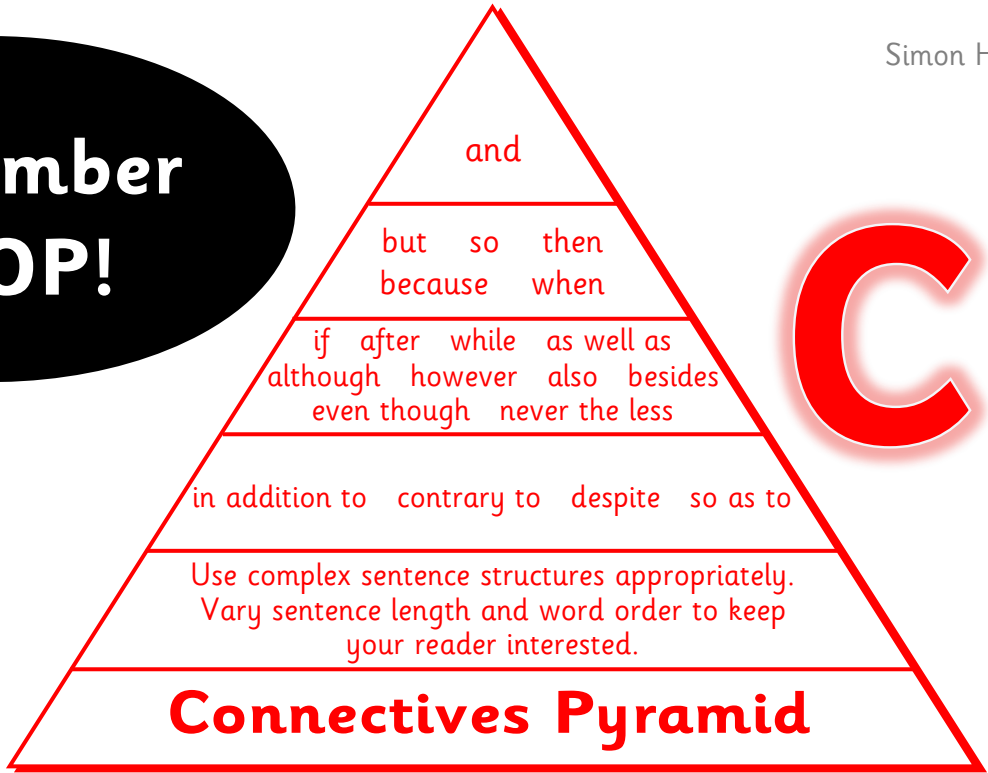 mber
OP!
Simon H
C
and
but so then
because when
if after while as well as
although however also besides
even though never the less
in addition to contrary to despite so as to
Use complex sentence structures appropriately.
Vary sentence length and word order to keep
your reader interested.
Connectives Pyramid